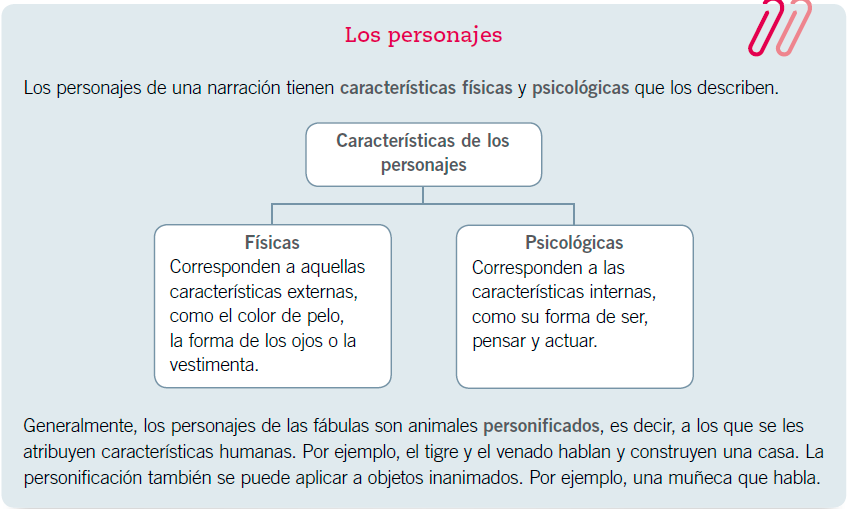 Los personajes
Los personajes de una narración tienen características físicas y psicológicas que los describen.
Características de los
personajes
Físicas
Corresponden a aquellas
características externas,
como el color de pelo,
la forma de los ojos o la
vestimenta.
Psicológicas
Corresponden a las
características internas,
como su forma de ser,
pensar y actuar.
Generalmente, los personajes de las fábulas son animales personificados, es decir, a los que se les
atribuyen características humanas. Por ejemplo, el tigre y el venado hablan y construyen una casa. La
personificación también se puede aplicar a objetos inanimados. Por ejemplo, una muñeca que habla.